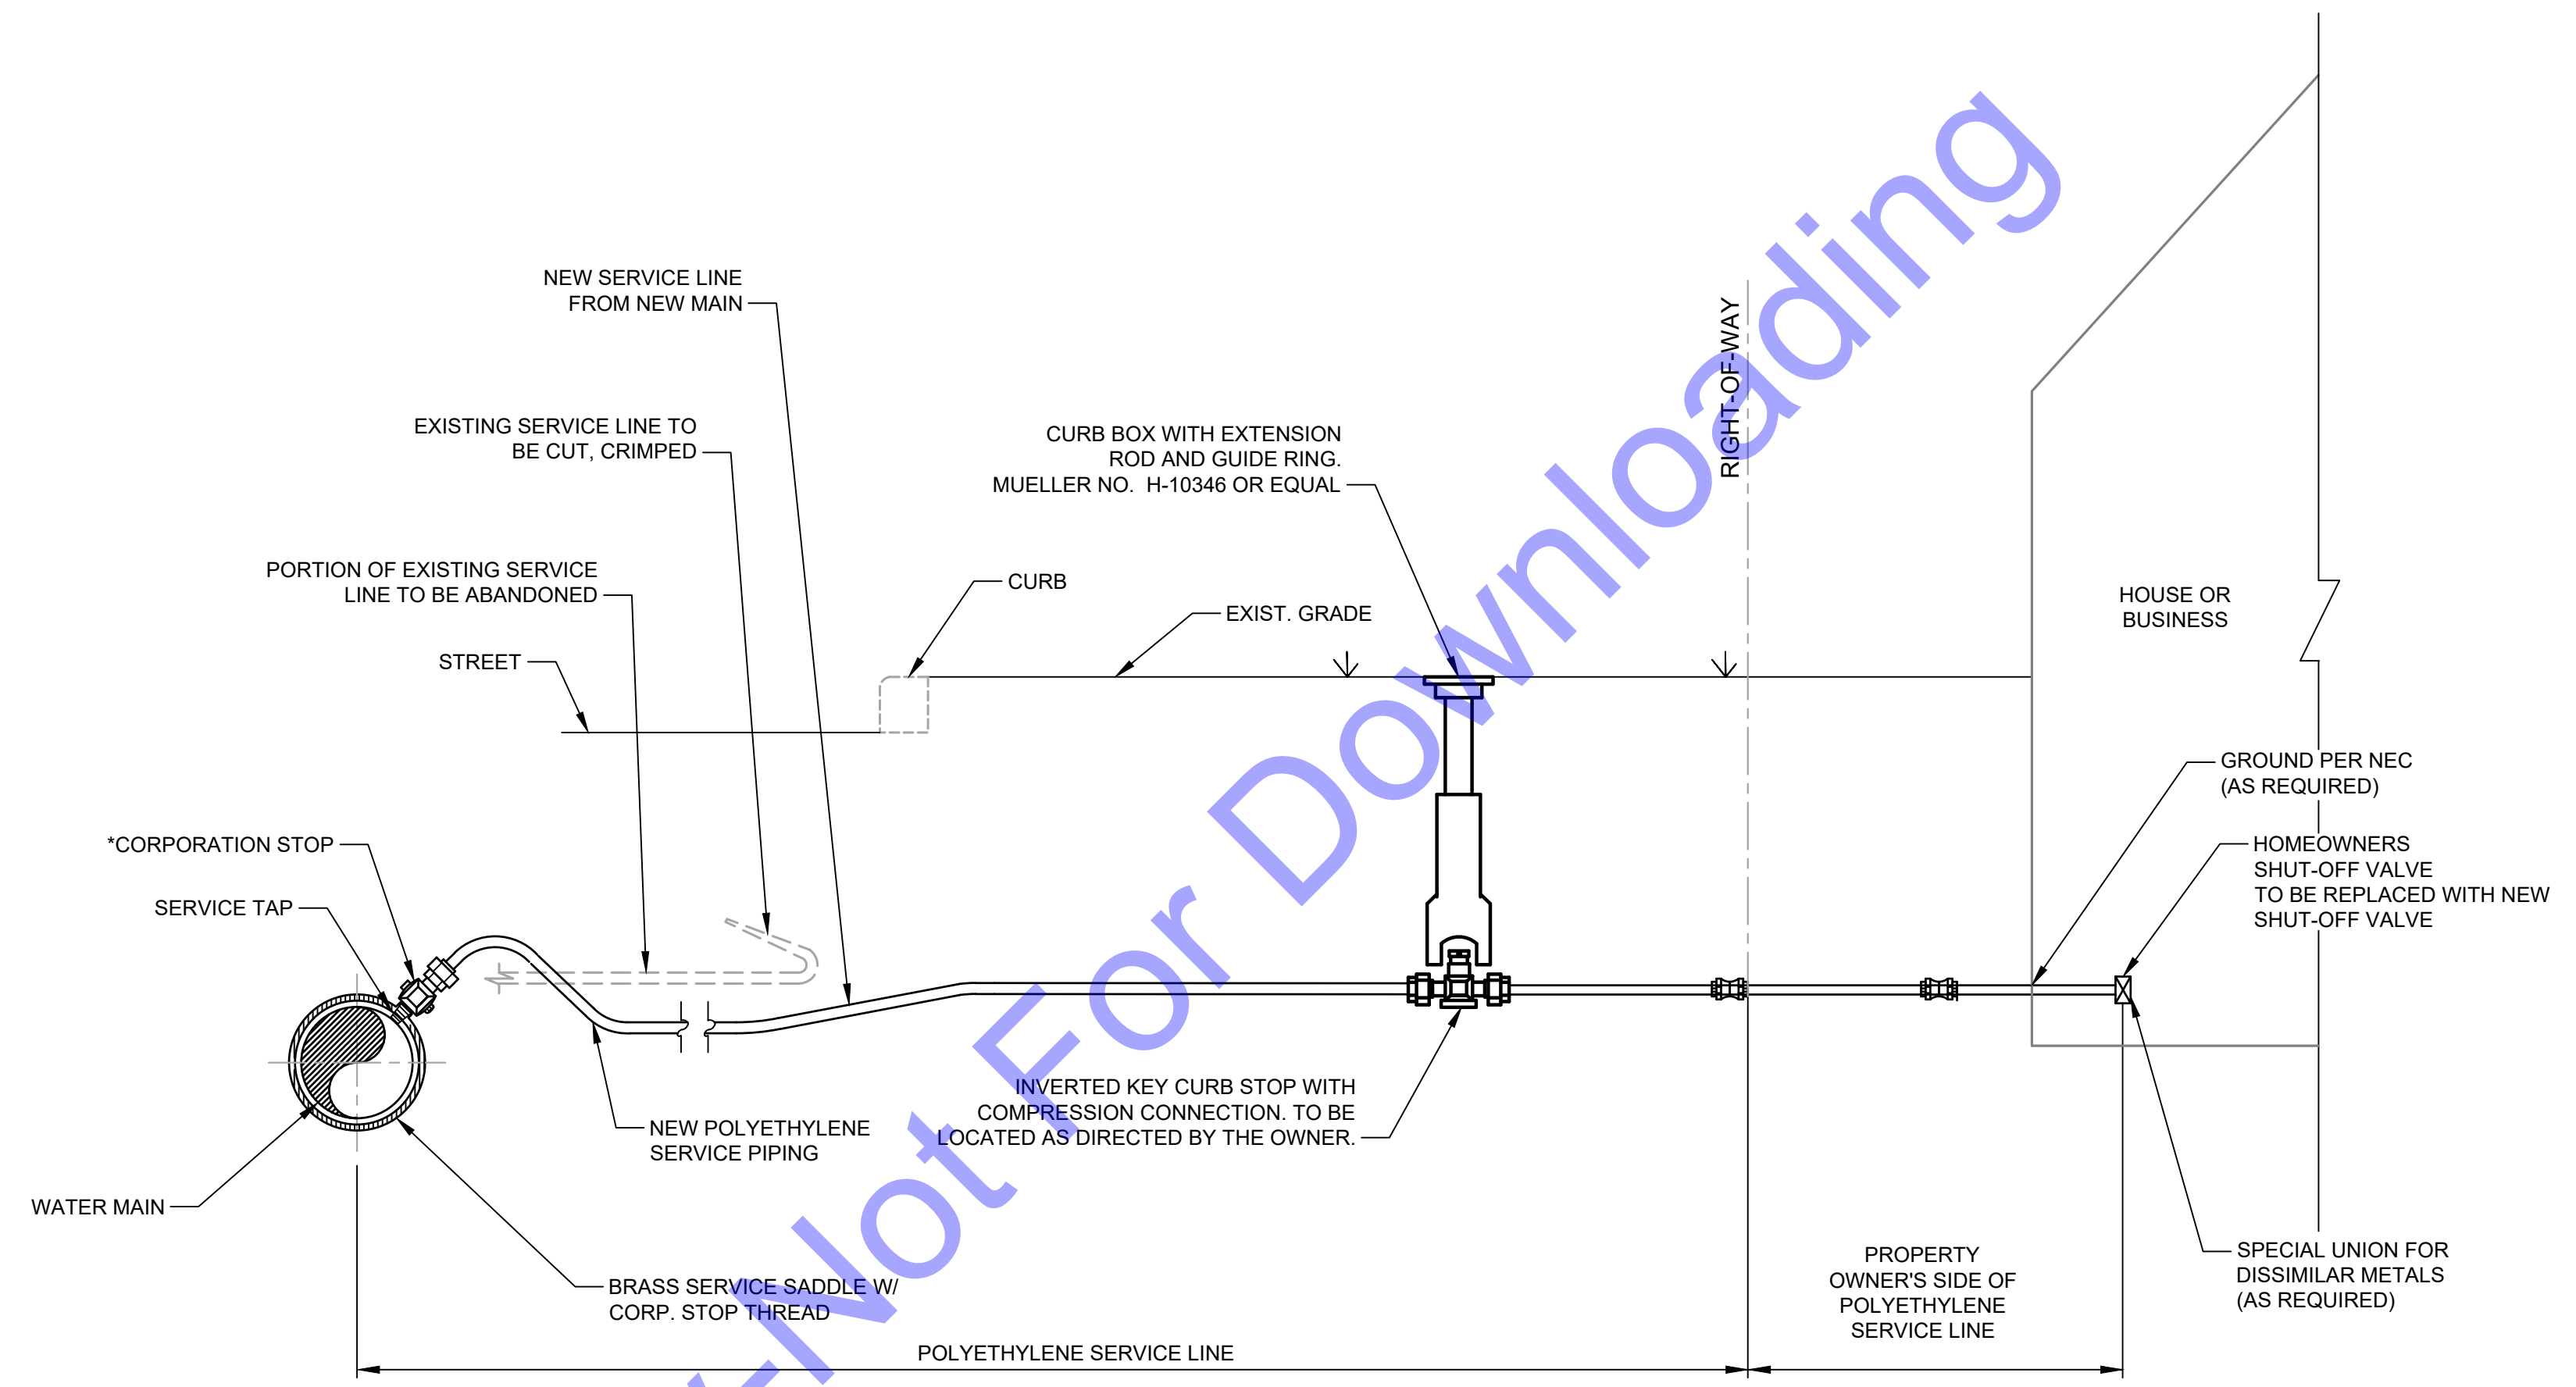 NEW SERVICE LINE
FROM NEW MAIN
RIGHT-OF-WAY
EXISTING SERVICE LINE TO
BE CUT, CRIMPED
CURB BOX WITH EXTENSION
ROD AND GUIDE RING.
MUELLER NO. H-10346 OR EQUAL
PORTION OF EXISTING SERVICE
LINE TO BE ABANDONED
CURB
EXIST. GRADE
HOUSE OR
BUSINESS
STREET
GROUND PER NEC
(AS REQUIRED)
*CORPORATION STOP
HOMEOWNERS
SHUT-OFF VALVE
TO BE REPLACED WITH NEW
SHUT-OFF VALVE
SERVICE TAP
INVERTED KEY CURB STOP WITH
COMPRESSION CONNECTION. TO BE
LOCATED AS DIRECTED BY THE OWNER.
NEW POLYETHYLENE
SERVICE PIPING
WATER MAIN
BRASS SERVICE SADDLE W/
CORP. STOP THREAD
PROPERTY
OWNER'S SIDE OF
POLYETHYLENE
SERVICE LINE
SPECIAL UNION FOR
DISSIMILAR METALS
(AS REQUIRED)
POLYETHYLENE SERVICE LINE
-Not For Downloading